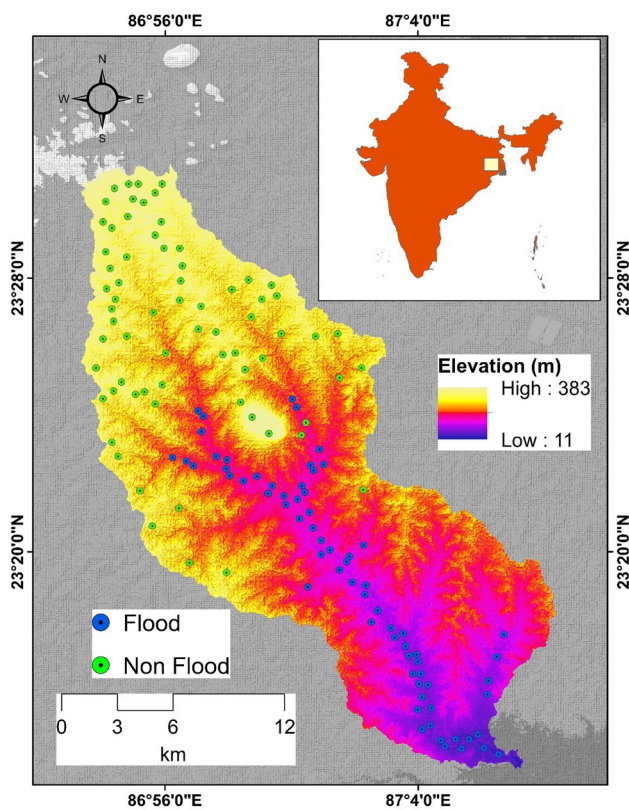 86°56'0"E
87°4'0"E
N
W
E
S
23°28'0"N
23°28'0"N
Elevation (m)
High : 383
Low : 11
23°20'0"N
23°20'0"N
Flood
Non Flood
0 3 6 12
km
86°56'0"E
87°4'0"E